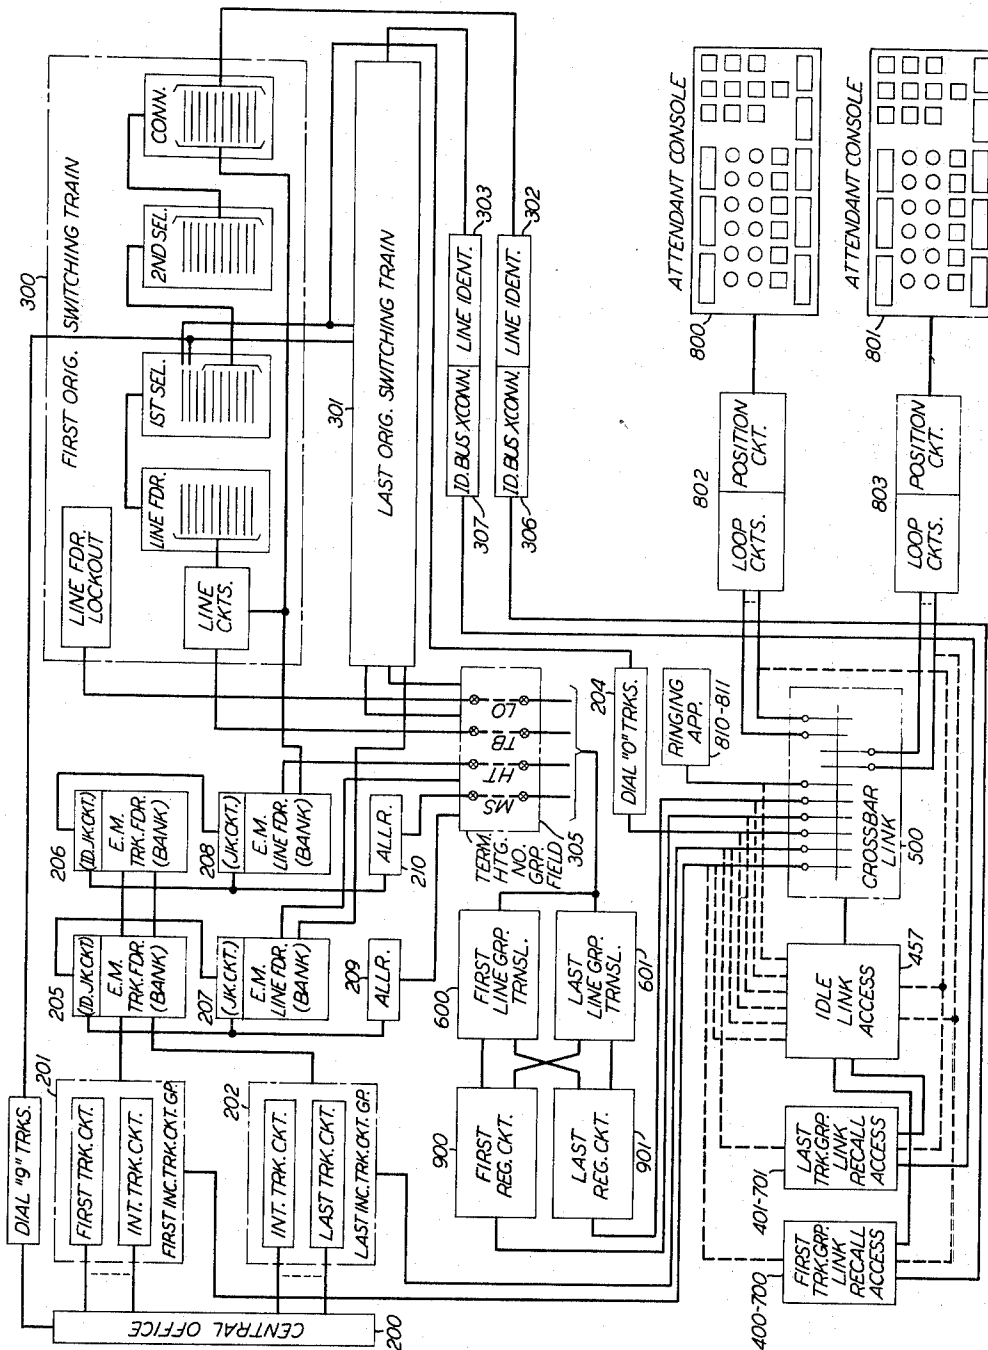 300
FIRST ORIG. SWITCHING TRAIN
LINE FDR.
LOCKOUT
LINE
CKTS.
LINE FDR.
1ST SEL.
2ND SEL.
CONN.
301
LAST ORIG. SWITCHING TRAIN
DIAL "9" TRKS.
CENTRAL OFFICE
200
201
FIRST TRK.CKT.
INT. TRK.CKT.
FIRST INC.TRK.CKT.GP.
202
INT. TRK.CKT.
LAST TRK.CKT.
LAST INC.TRK.CKT.GP.
205
(ID.JK.CKT.)
E.M.
TRK.FDR.
(BANK)
206
(ID.JK.CKT.)
E.M.
TRK.FDR.
(BANK)
207
(JK.CKT.)
E.M.
LINE FDR.
(BANK)
208
(JK.CKT.)
E.M.
LINE FDR.
(BANK)
209
ALLR.
210
ALLR.
MS
HT
TB
LO
TERM.
HTG.
NO.
GRP.
FIELD
305
307
ID.BUS XCONN.
LINE IDENT.
303
306
ID.BUS XCONN.
LINE IDENT.
302
600
FIRST
LINE GRP.
TRNSL.
LAST
LINE GRP.
TRNSL.
601
900
FIRST
REG.CKT.
LAST
REG.CKT.
901
204
DIAL "0" TRKS.
RINGING
APP.
810-811
CROSSBAR
LINK
500
457
IDLE
LINK
ACCESS
LAST
TRK.GRP.
LINK
RECALL
ACCESS
401-701
FIRST
TRK.GRP.
LINK
RECALL
ACCESS
400-700
802
LOOP
CKTS.
POSITION
CKT.
803
LOOP
CKTS.
POSITION
CKT.
800
ATTENDANT CONSOLE
801
ATTENDANT CONSOLE